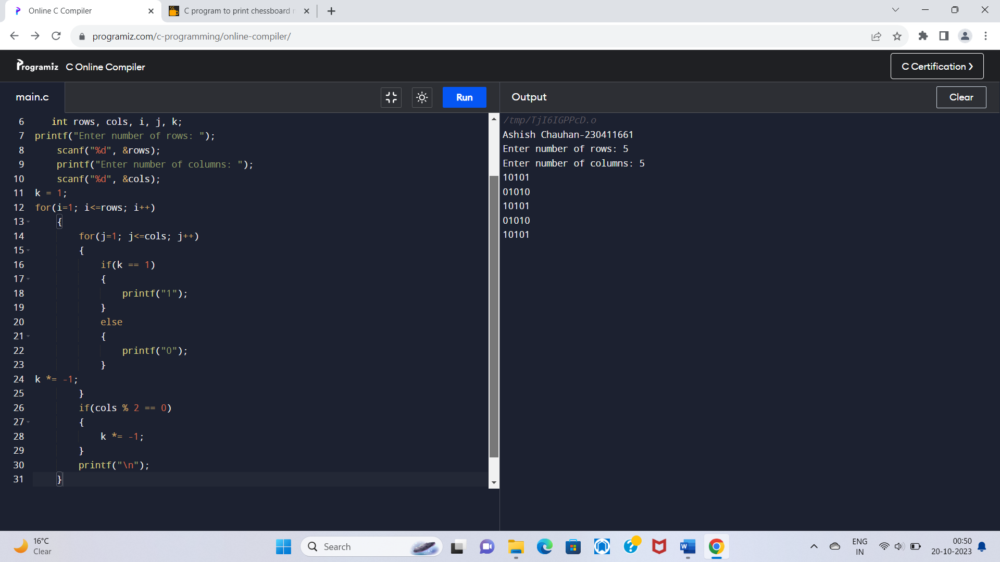 Online C Compiler
C program to print chessboard
programiz.com/c-programming/online-compiler/
Programiz C Online Compiler
C Certification ❯
main.c
Run
Output
Clear
6 int rows, cols, i, j, k;
7 printf("Enter number of rows: ");
8 scanf("%d", &rows);
9 printf("Enter number of columns: ");
10 scanf("%d", &cols);
11 k = 1;
12 for(i=1; i<=rows; i++)
13 {
14 for(j=1; j<=cols; j++)
15 {
16 if(k == 1)
17 {
18 printf("1");
19 }
20 else
21 {
22 printf("0");
23 }
24 k *= -1;
25 }
26 if(cols % 2 == 0)
27 {
28 k *= -1;
29 }
30 printf("\n");
31 }
/tmp/TjI6IGPPcD.o
Ashish Chauhan-230411661
Enter number of rows: 5
Enter number of columns: 5
10101
01010
10101
01010
10101
16°C
Clear
Search
ENG
IN
00:50
20-10-2023